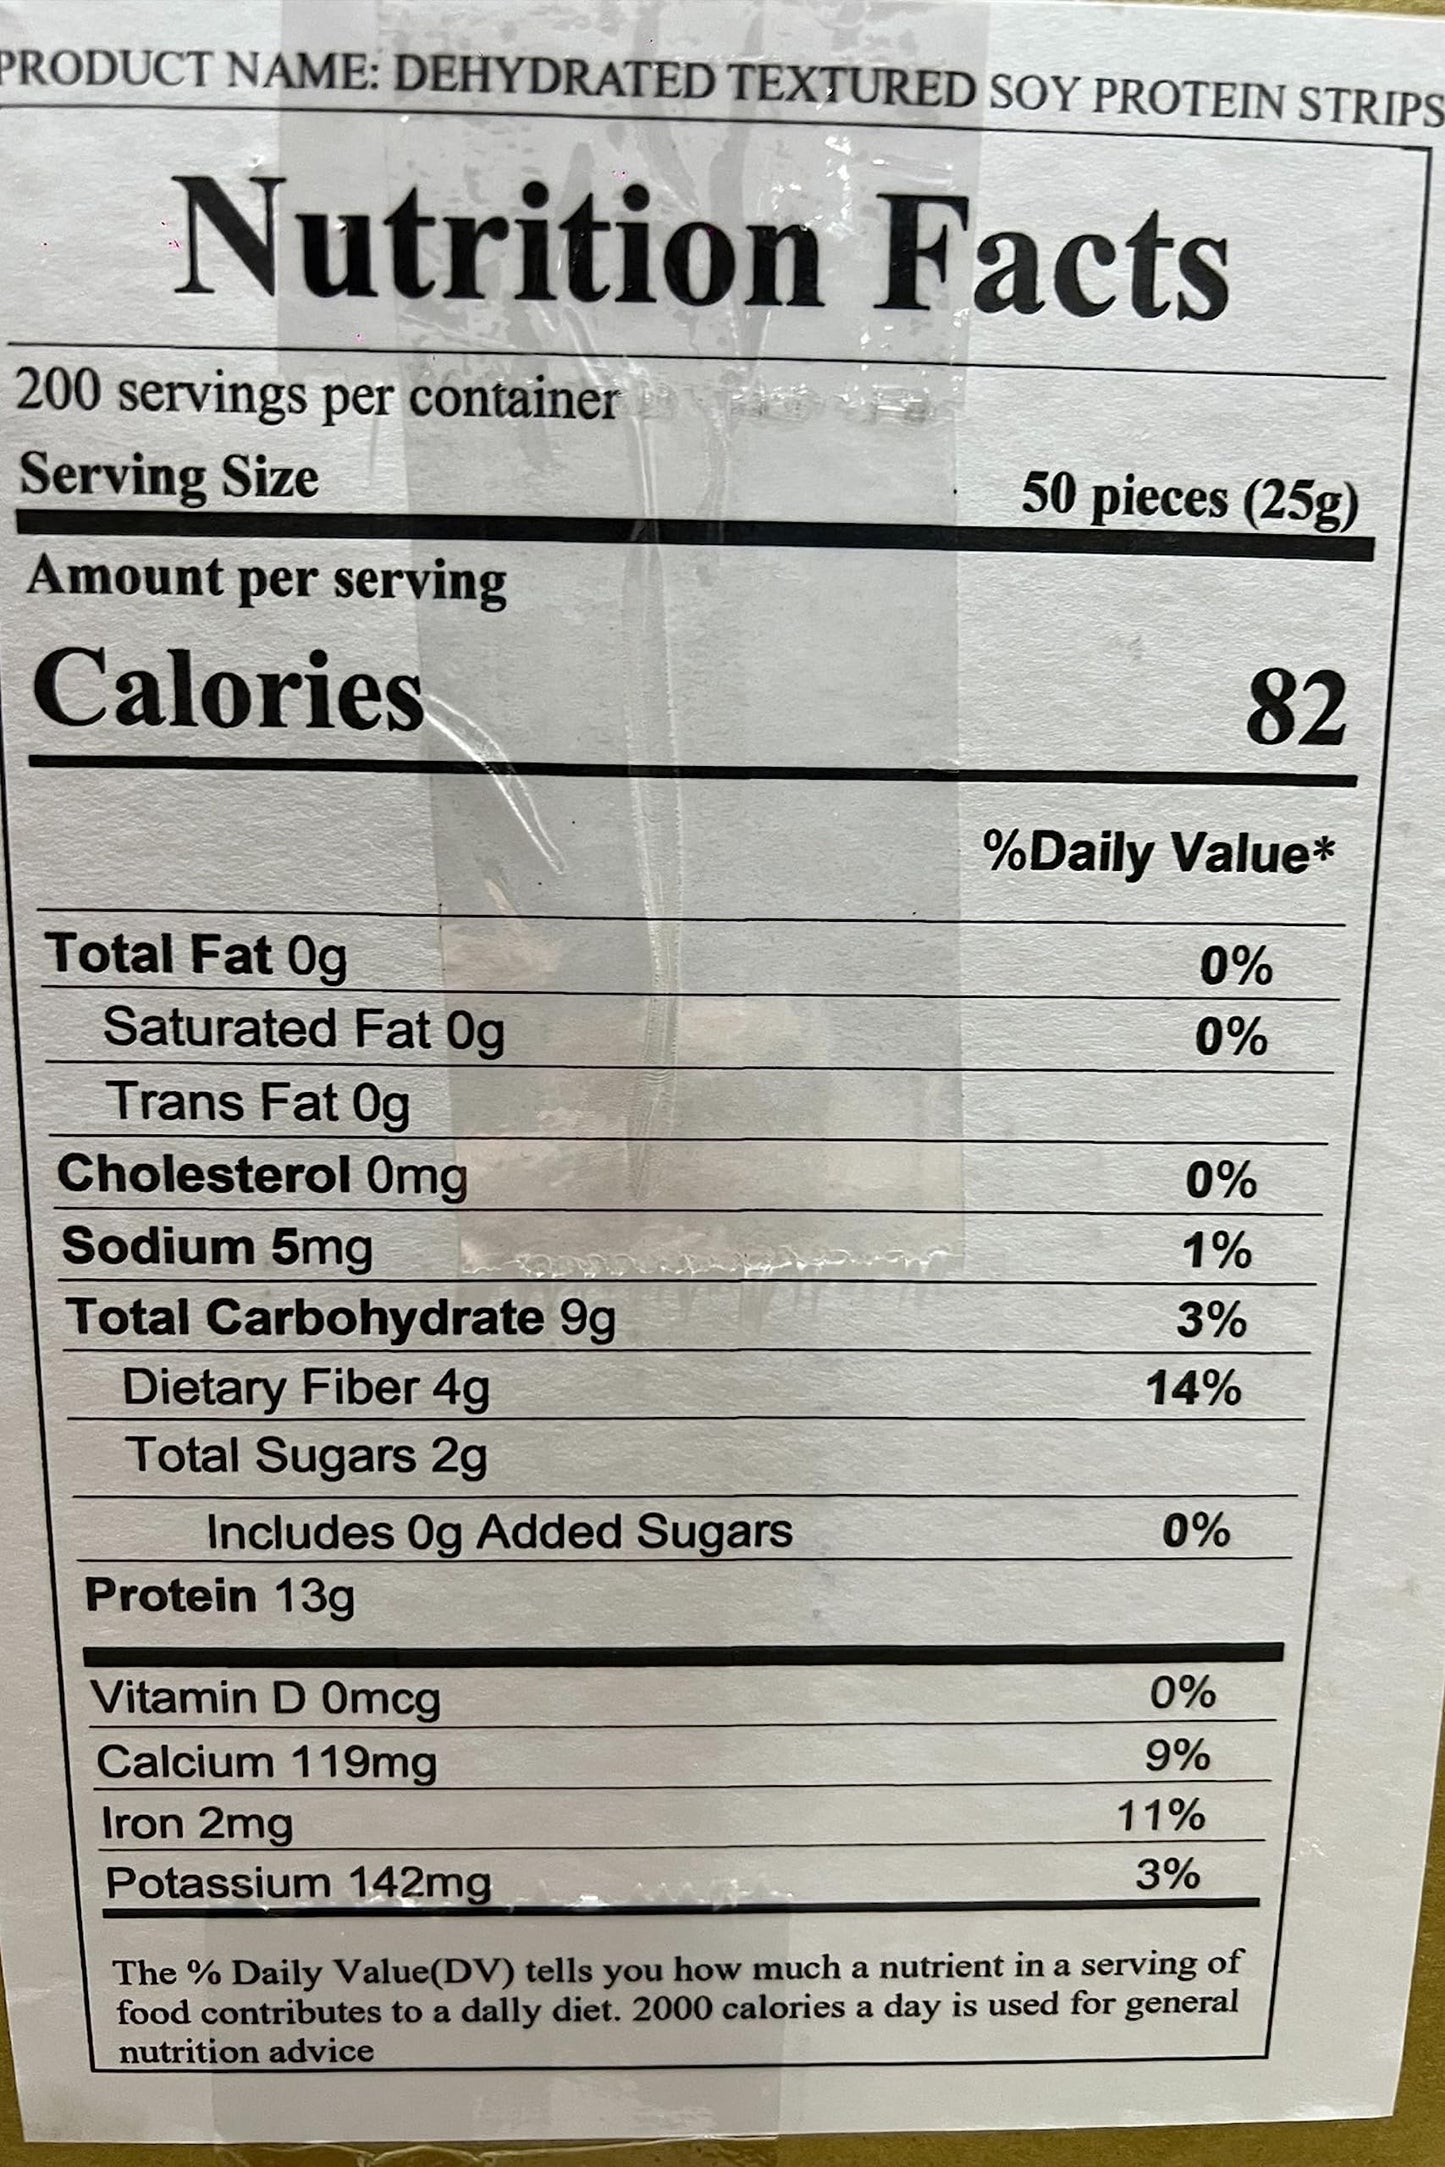 PRODUCT NAME: DEHYDRATED TEXTURED SOY PROTEIN STRIPS
Nutrition Facts
200 servings per container
Serving Size 50 pieces (25g)
Amount per serving
Calories 82
%Daily Value*
Total Fat 0g 0%
Saturated Fat 0g 0%
Trans Fat 0g
Cholesterol 0mg 0%
Sodium 5mg 1%
Total Carbohydrate 9g 3%
Dietary Fiber 4g 14%
Total Sugars 2g
Includes 0g Added Sugars 0%
Protein 13g
Vitamin D 0mcg 0%
Calcium 119mg 9%
Iron 2mg 11%
Potassium 142mg 3%
The % Daily Value(DV) tells you how much a nutrient in a serving of
food contributes to a dally diet. 2000 calories a day is used for general
nutrition advice